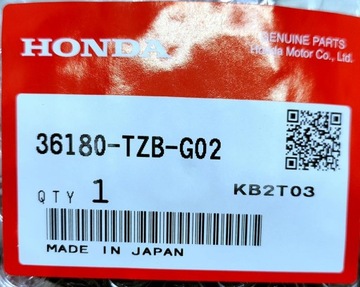 HONDA
GENUINE PARTS
Honda Motor Co., Ltd.
36180-TZB-G02
QTY 1
KB2T03
MADE IN JAPAN